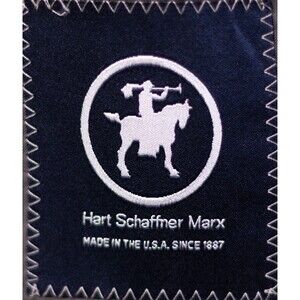 Hart Schaffner Marx
MADE IN THE U.S.A. SINCE 1887